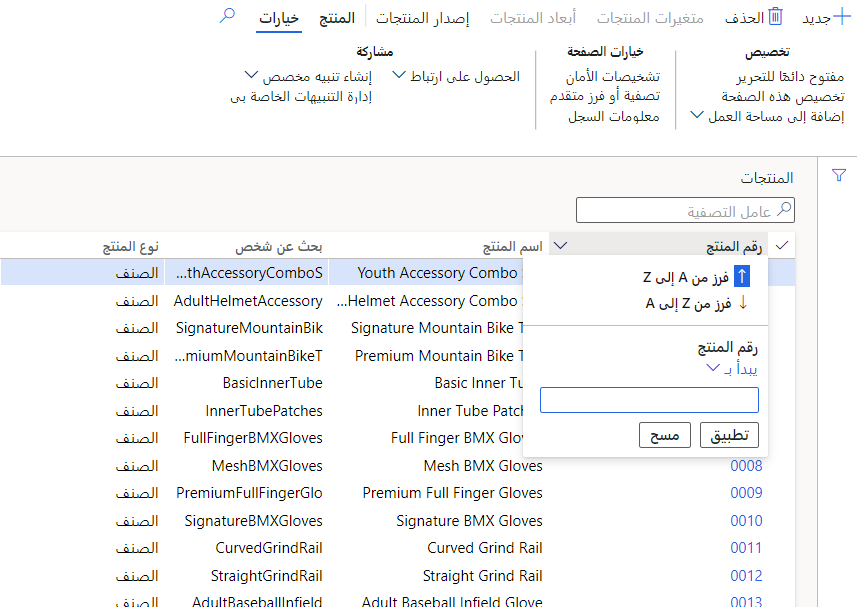 جديد
الحذف
متغيرات المنتجات
أبعاد المنتجات
إصدار المنتجات
المنتج
خيارات
تخصيص
مفتوح دائمًا للتحرير
تخصيص هذه الصفحة
إضافة إلى مساحة العمل
خيارات الصفحة
تشخيصات الأمان
تصفية أو فرز متقدم
معلومات السجل
مشاركة
الحصول على ارتباط
إنشاء تنبيه مخصص
إدارة التنبيهات الخاصة بى
المنتجات
عامل التصفية
رقم المنتج اسم المنتج بحث عن شخص نوع المنتج
فرز من A إلى Z
فرز من Z إلى A
رقم المنتج
يبدأ بـ
تطبيق مسح
Youth Accessory Combo ...thAccessoryComboS الصنف
...Helmet Accessory Combo AdultHelmetAccessory الصنف
Signature Mountain Bike T SignatureMountainBik الصنف
Premium Mountain Bike T ...miumMountainBikeT الصنف
Basic Inner Tu BasicInnerTube الصنف
Inner Tube Patch InnerTubePatches الصنف
Full Finger BMX Glo FullFingerBMXGloves الصنف
0008 Mesh BMX Gloves MeshBMXGloves الصنف
0009 Premium Full Finger Gloves PremiumFullFingerGlo الصنف
0010 Signature BMX Gloves SignatureBMXGloves الصنف
0011 Curved Grind Rail CurvedGrindRail الصنف
0012 Straight Grind Rail StraightGrindRail الصنف
0013 Adult Baseball Infield Glove AdultBaseballInfield الصنف